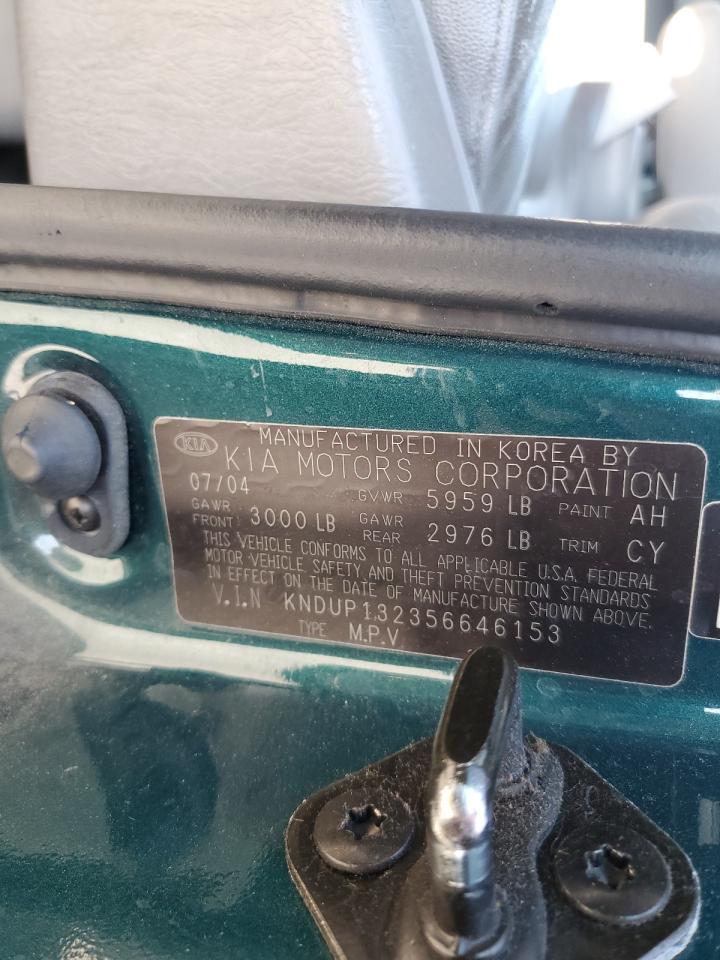 KIA MANUFACTURED IN KOREA BY
KIA MOTORS CORPORATION
07/04 GVWR 5959 LB PAINT AH
GAWR FRONT 3000 LB GAWR REAR 2976 LB TRIM CY
THIS VEHICLE CONFORMS TO ALL APPLICABLE U.S.A. FEDERAL
MOTOR VEHICLE SAFETY AND THEFT PREVENTION STANDARDS
IN EFFECT ON THE DATE OF MANUFACTURE SHOWN ABOVE.
V.I.N KNDUP132356646153
TYPE M.P.V